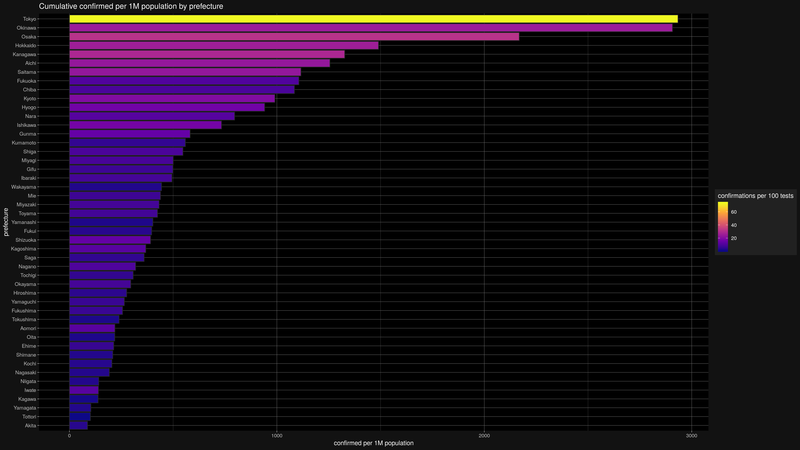 Cumulative confirmed per 1M population by prefecture
Tokyo
Okinawa
Osaka
Hokkaido
Kanagawa
Aichi
Saitama
Fukuoka
Chiba
Kyoto
Hyogo
Nara
Ishikawa
Gunma
Kumamoto
Shiga
Miyagi
Gifu
Ibaraki
Wakayama
Mie
Miyazaki
Toyama
Yamanashi
Fukui
Shizuoka
Kagoshima
Saga
Nagano
Tochigi
Okayama
Hiroshima
Yamaguchi
Fukushima
Tokushima
Aomori
Oita
Ehime
Shimane
Kochi
Nagasaki
Niigata
Iwate
Kagawa
Yamagata
Tottori
Akita
prefecture
0 1000 2000 3000
confirmed per 1M population
confirmations per 100 tests
60
40
20